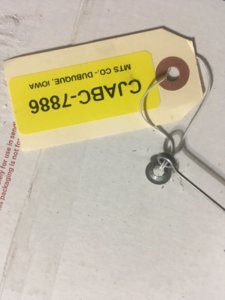 CJABC-7886
MTS CO., DUBUQUE, IOWA